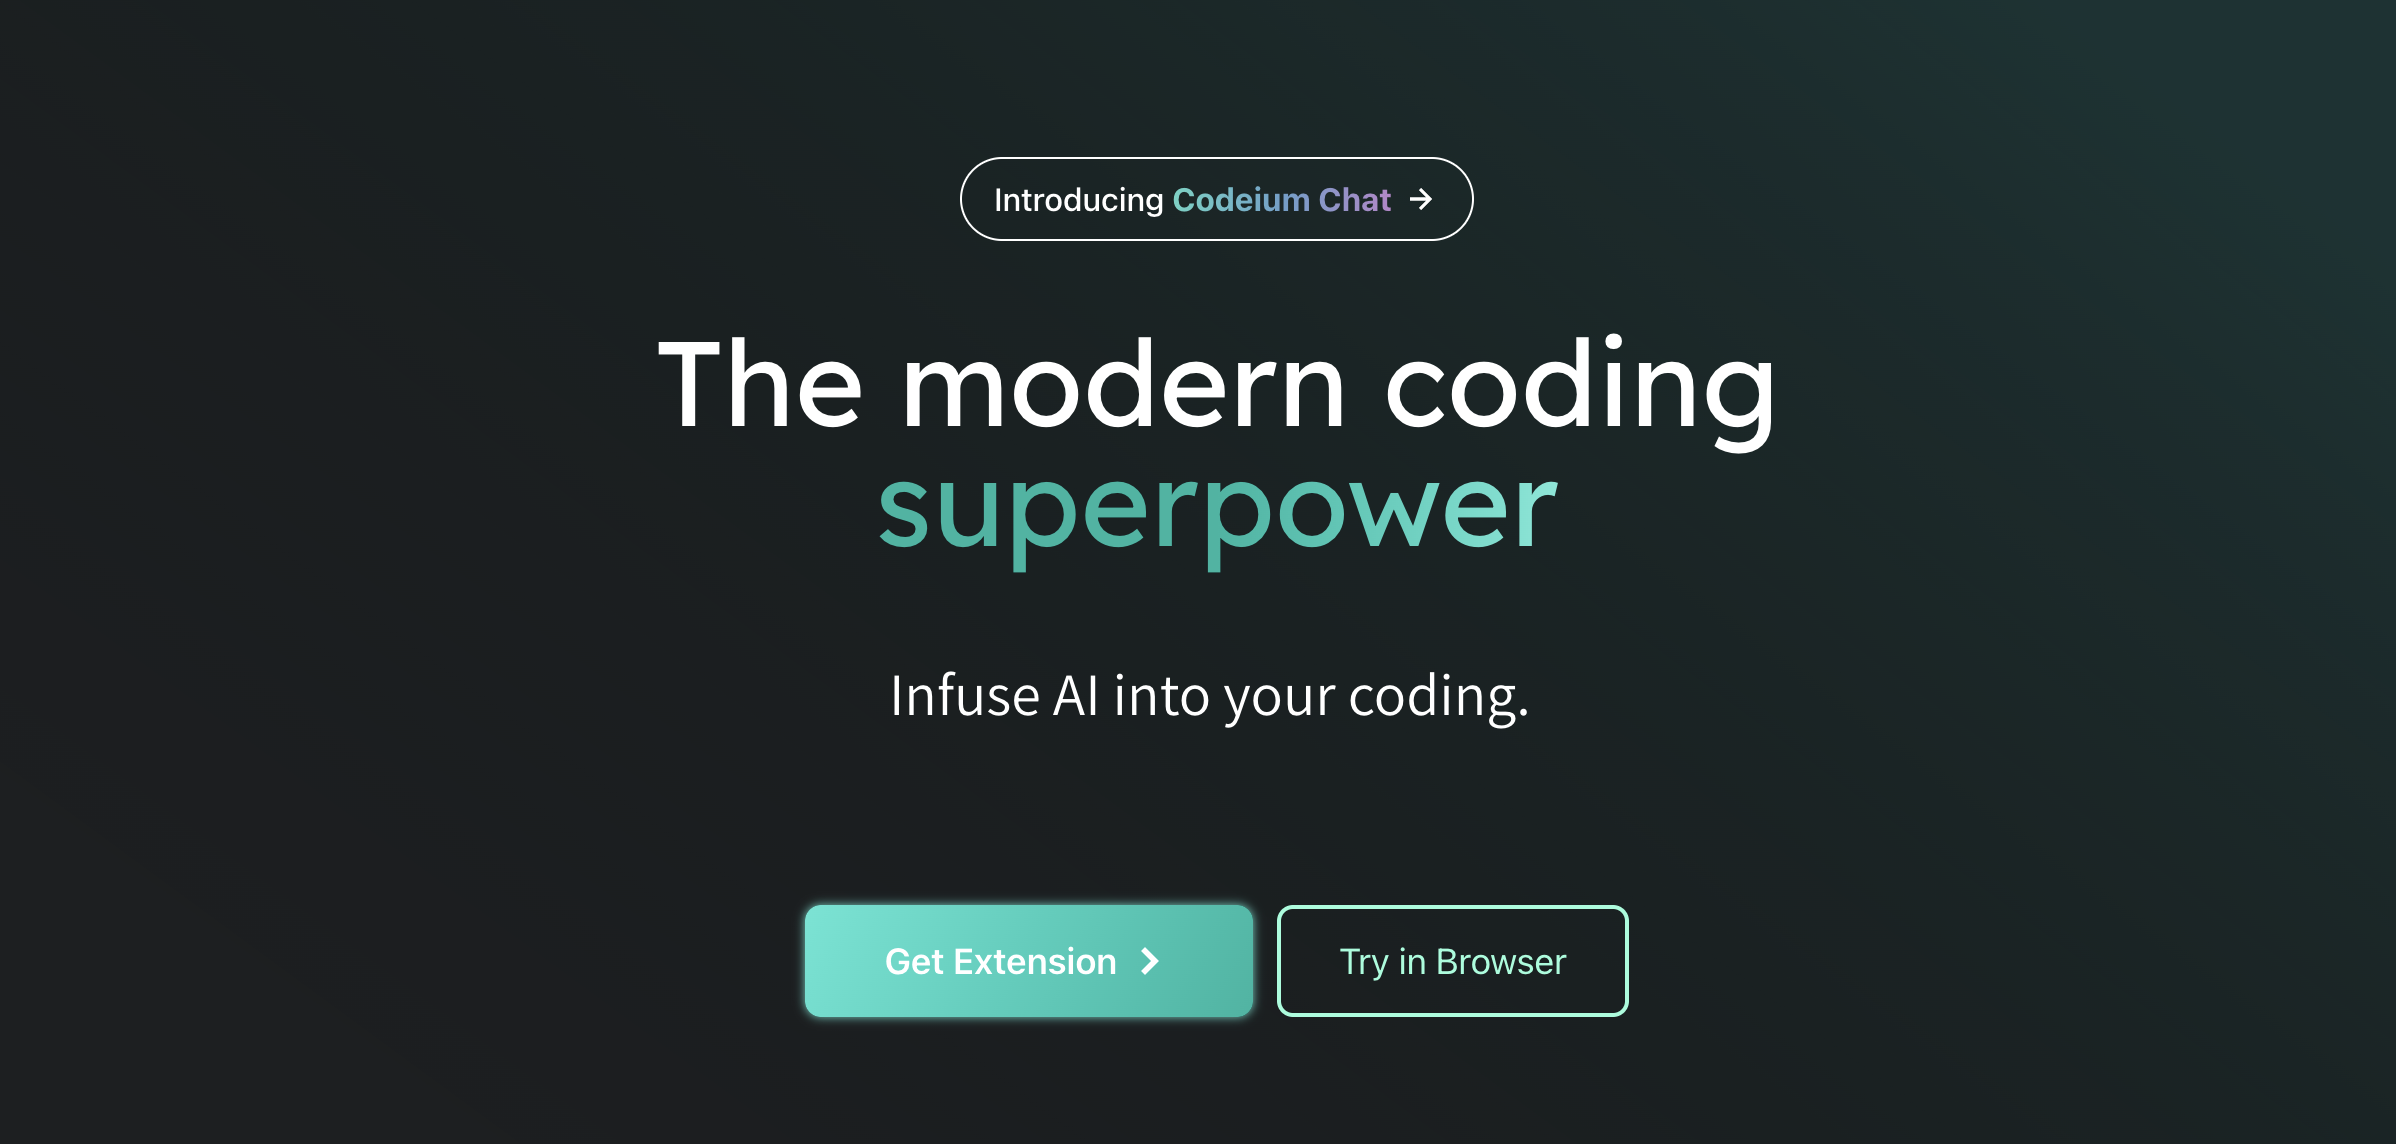 Introducing Codeium Chat →
The modern coding
superpower
Infuse AI into your coding.
Get Extension
Try in Browser